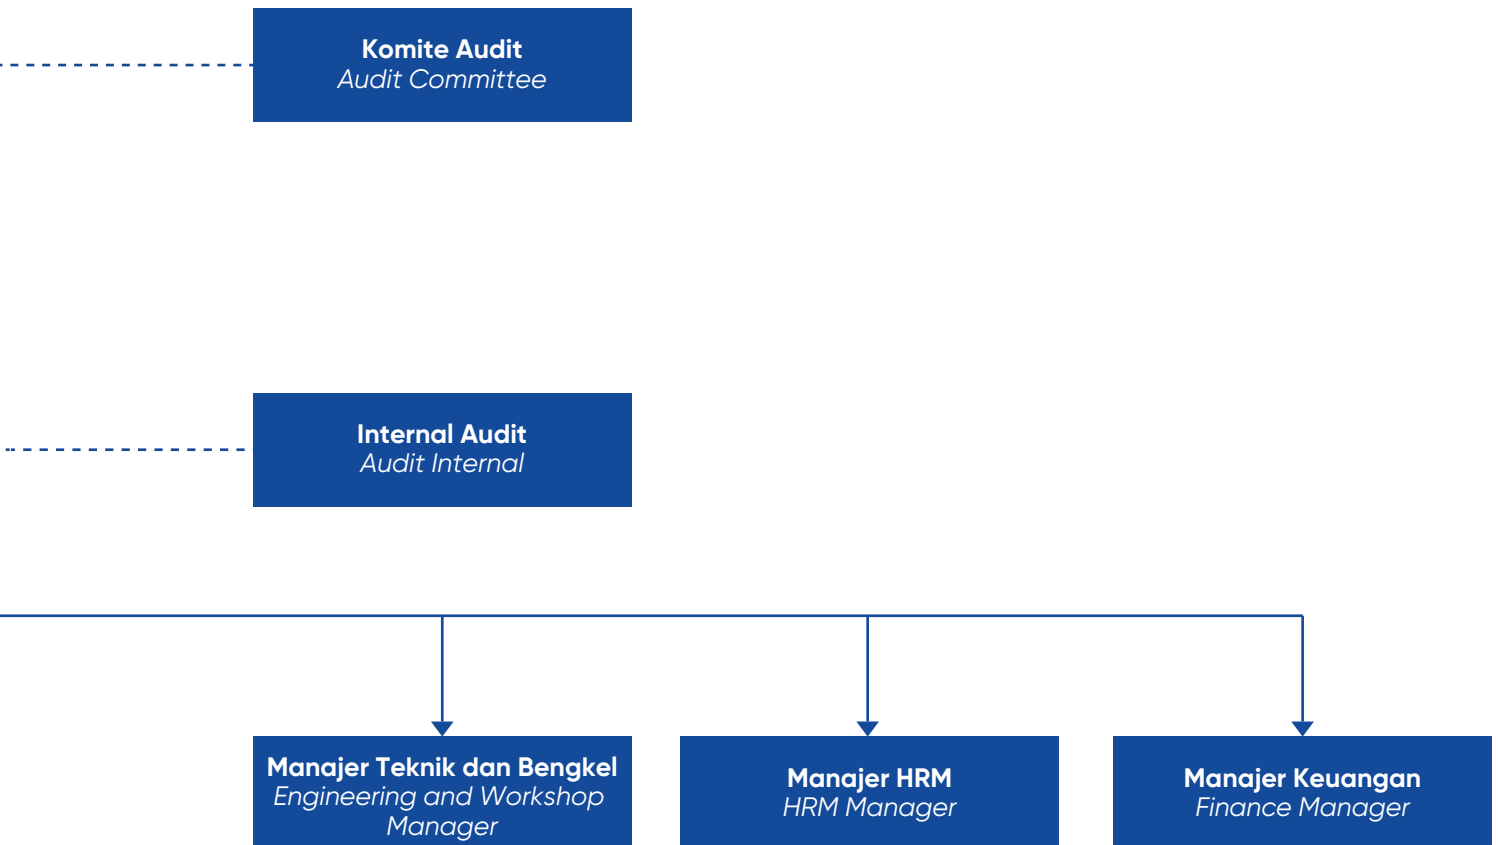 Komite Audit
Audit Committee
Internal Audit
Audit Internal
Manajer Teknik dan Bengkel
Engineering and Workshop
Manager
Manajer HRM
HRM Manager
Manajer Keuangan
Finance Manager